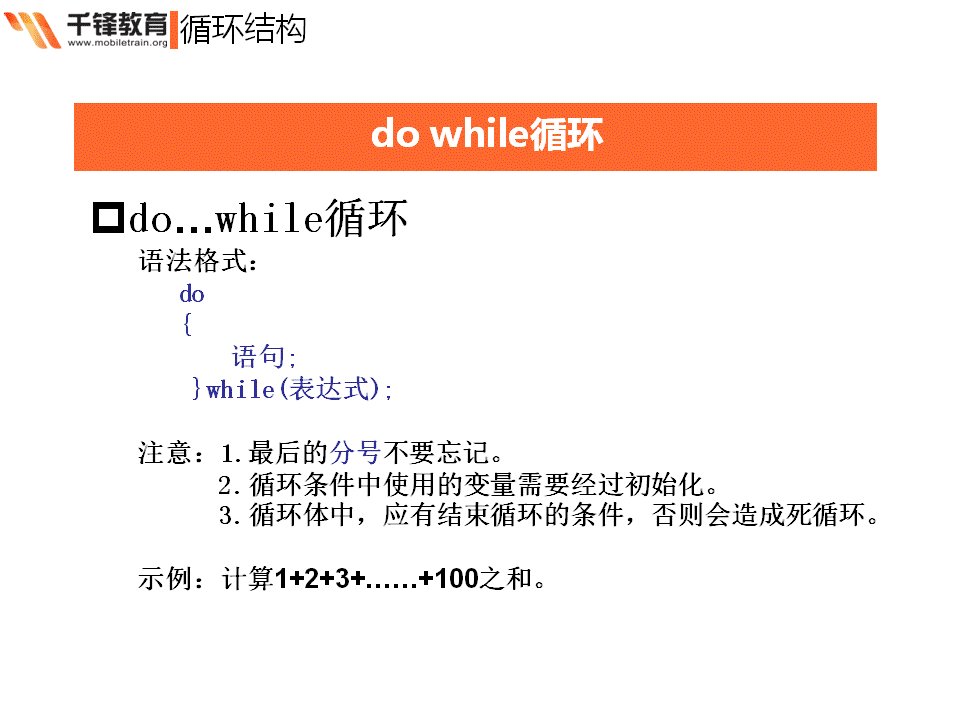 千锋教育 循环结构
www.mobiletrain.org
do while循环
do…while循环
语法格式：
do
{
语句;
}while(表达式);
注意：1.最后的分号不要忘记。
2.循环条件中使用的变量需要经过初始化。
3.循环体中，应有结束循环的条件，否则会造成死循环。
示例：计算1+2+3+……+100之和。